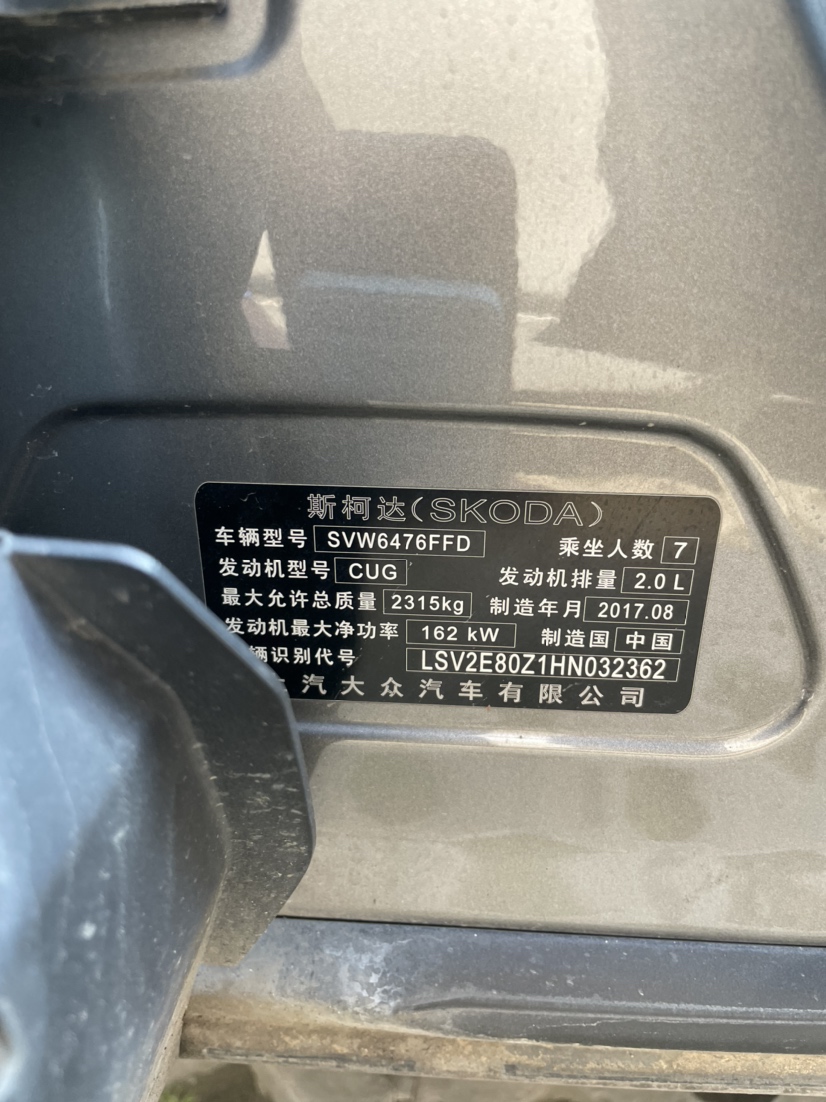 斯柯达(SKODA)
车辆型号 SVW6476FFD 乘坐人数 7
发动机型号 CUG 发动机排量 2.0 L
最大允许总质量 2315kg 制造年月 2017.08
发动机最大净功率 162 kW 制造国 中国
辆识别代号 LSV2E80Z1HN032362
汽大众汽车有限公司